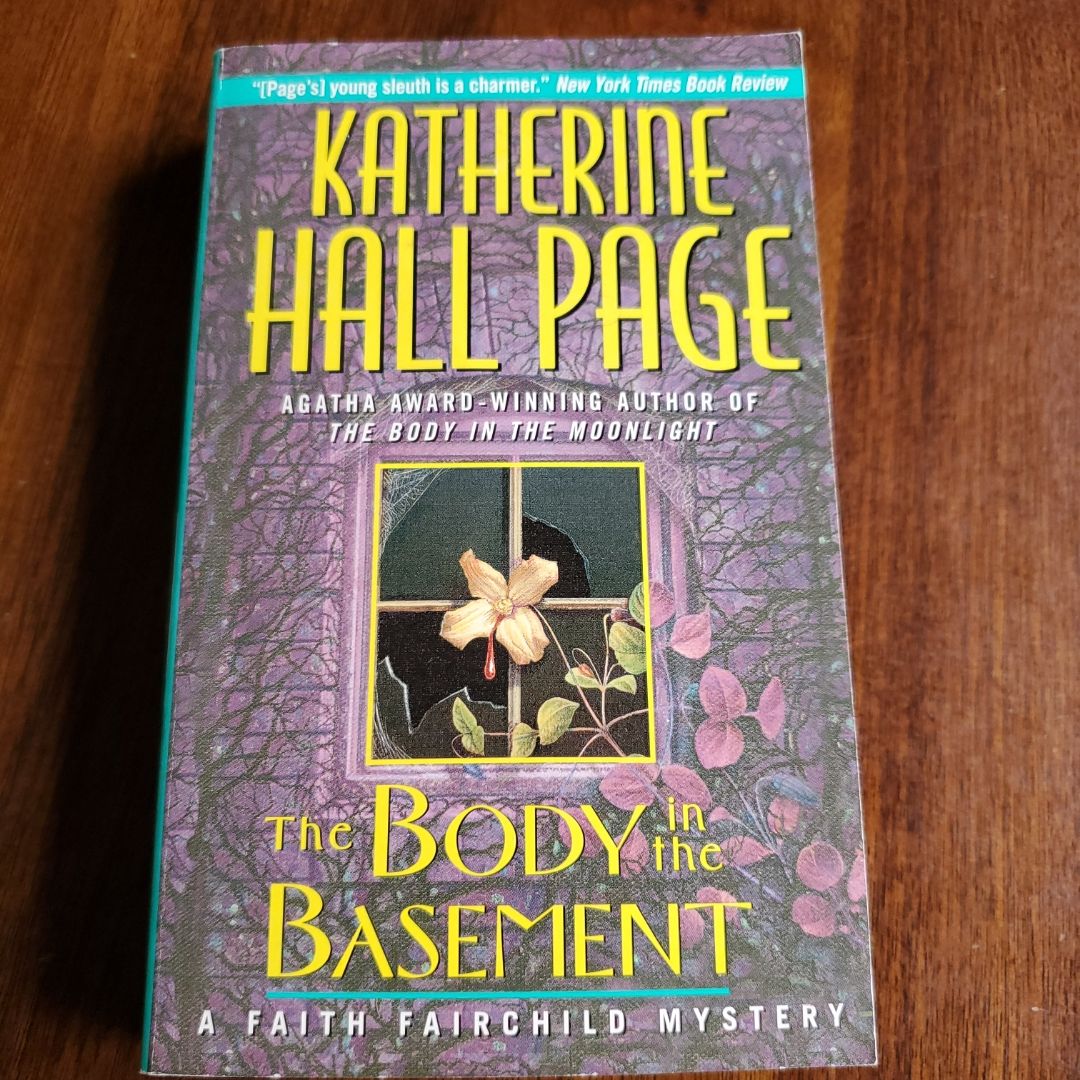 "[Page's] young sleuth is a charmer." New York Times Book Review
KATHERINE
HALL PAGE
AGATHA AWARD-WINNING AUTHOR OF
THE BODY IN THE MOONLIGHT
The BODY in the
BASEMENT
A FAITH FAIRCHILD MYSTERY